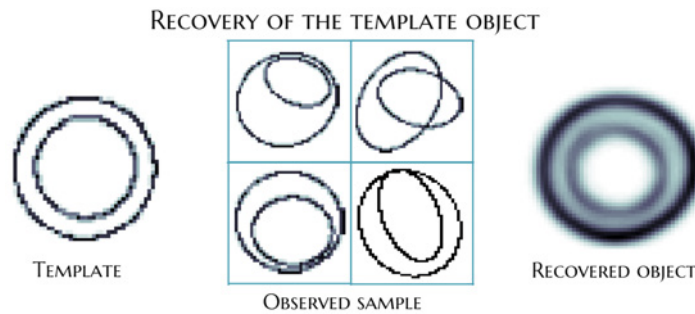 Recovery of the template object
Template
Observed sample
Recovered object